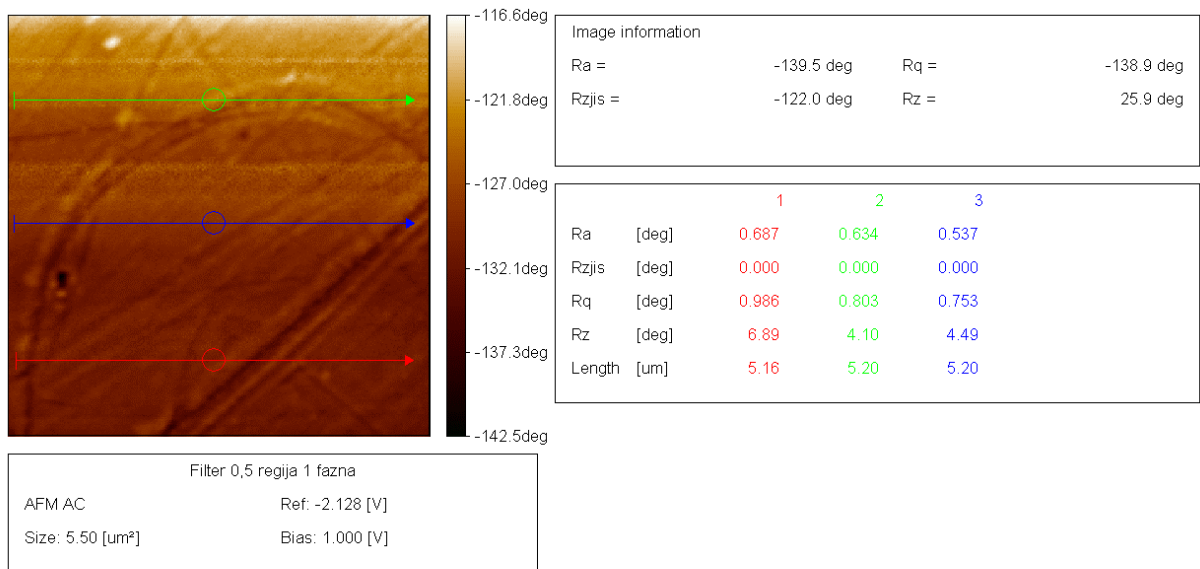 -116.6deg
-121.8deg
-127.0deg
-132.1deg
-137.3deg
-142.5deg
Image information
Ra = -139.5 deg Rq = -138.9 deg
Rzjis = -122.0 deg Rz = 25.9 deg
1 2 3
Ra [deg] 0.687 0.634 0.537
Rzjis [deg] 0.000 0.000 0.000
Rq [deg] 0.986 0.803 0.753
Rz [deg] 6.89 4.10 4.49
Length [um] 5.16 5.20 5.20
Filter 0,5 regija 1 fazna
AFM AC Ref: -2.128 [V]
Size: 5.50 [um²] Bias: 1.000 [V]